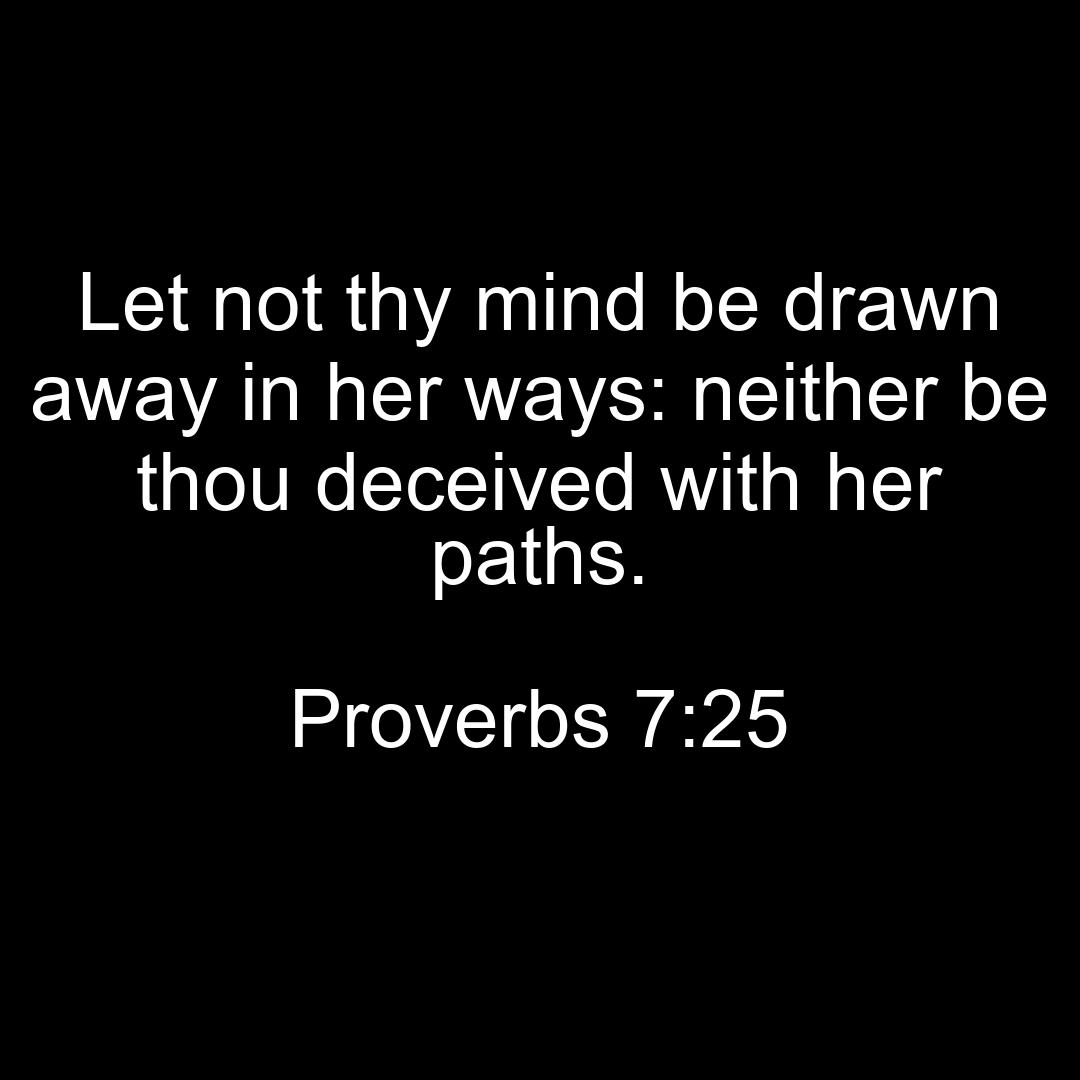 Let not thy mind be drawn
away in her ways: neither be
thou deceived with her
paths.
Proverbs 7:25